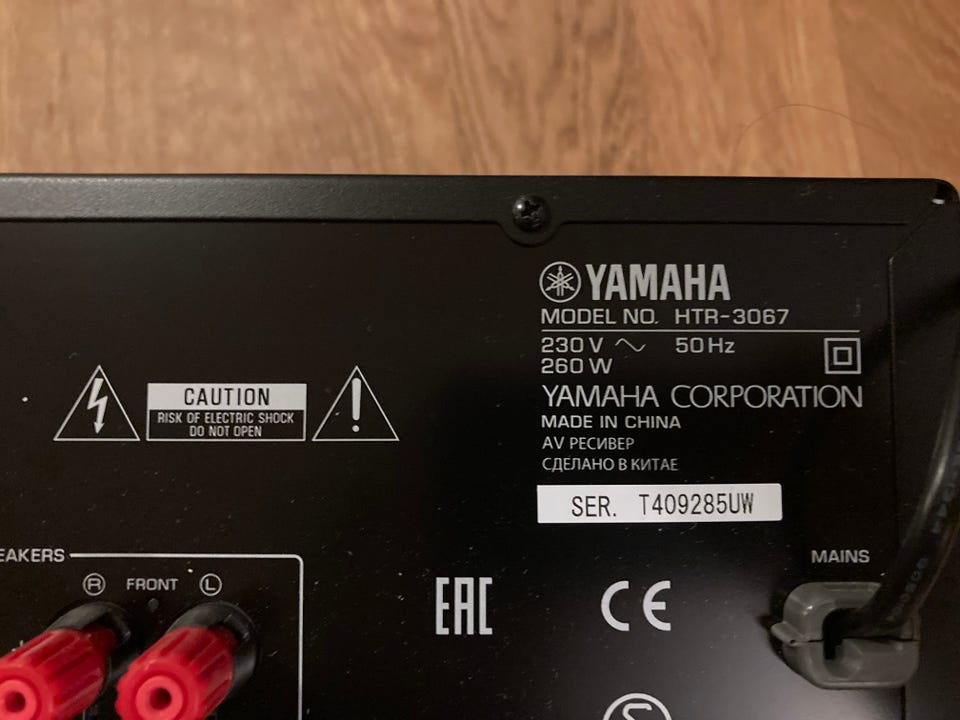 YAMAHA
MODEL NO. HTR-3067
230 V ~ 50 Hz
260 W
YAMAHA CORPORATION
MADE IN CHINA
АV РЕСИВЕР
СДЕЛАНО В КИТАЕ
SER. T409285UW
CAUTION
RISK OF ELECTRIC SHOCK
DO NOT OPEN
EAKERS
R FRONT L
EAC
CE
MAINS
S